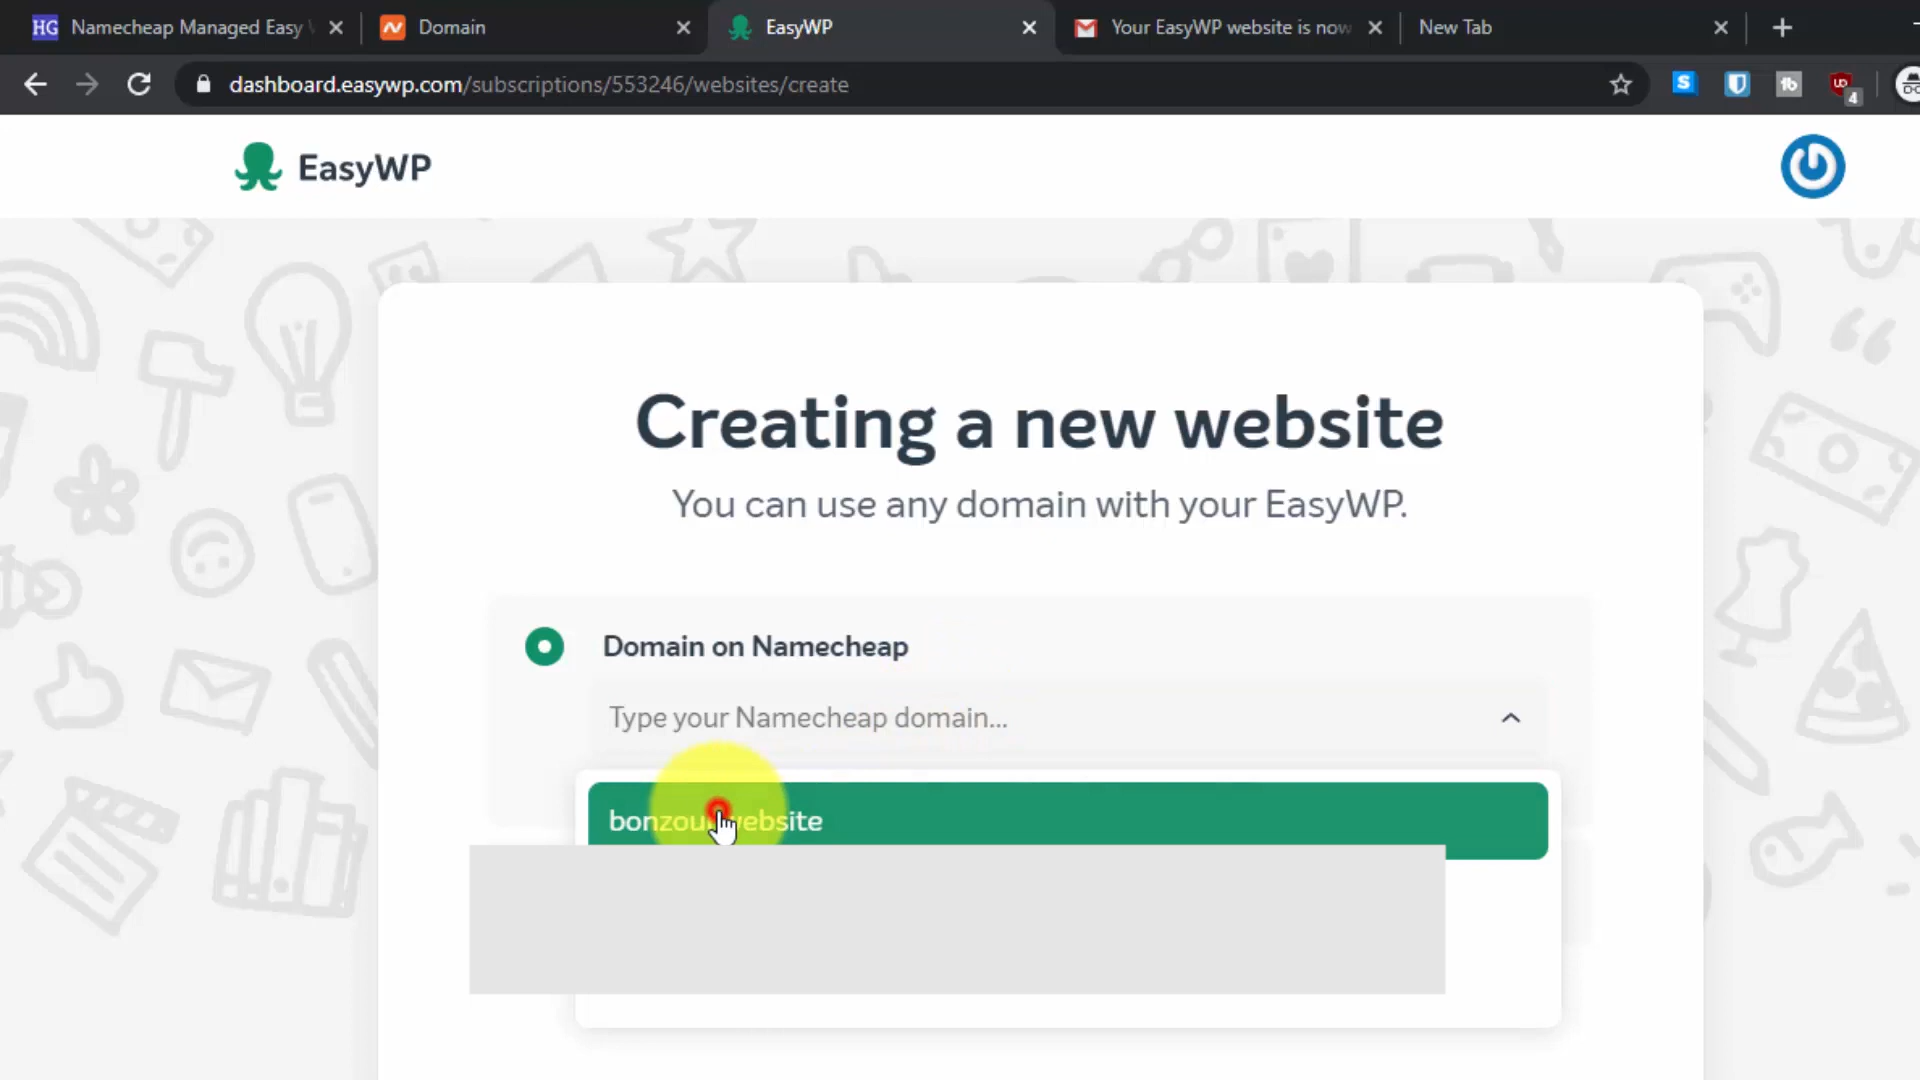 HG Namecheap Managed Easy
Domain
EasyWP
Your EasyWP website is now
New Tab
dashboard.easywp.com/subscriptions/553246/websites/create
4
EasyWP
Creating a new website
You can use any domain with your EasyWP.
Domain on Namecheap
Type your Namecheap domain...